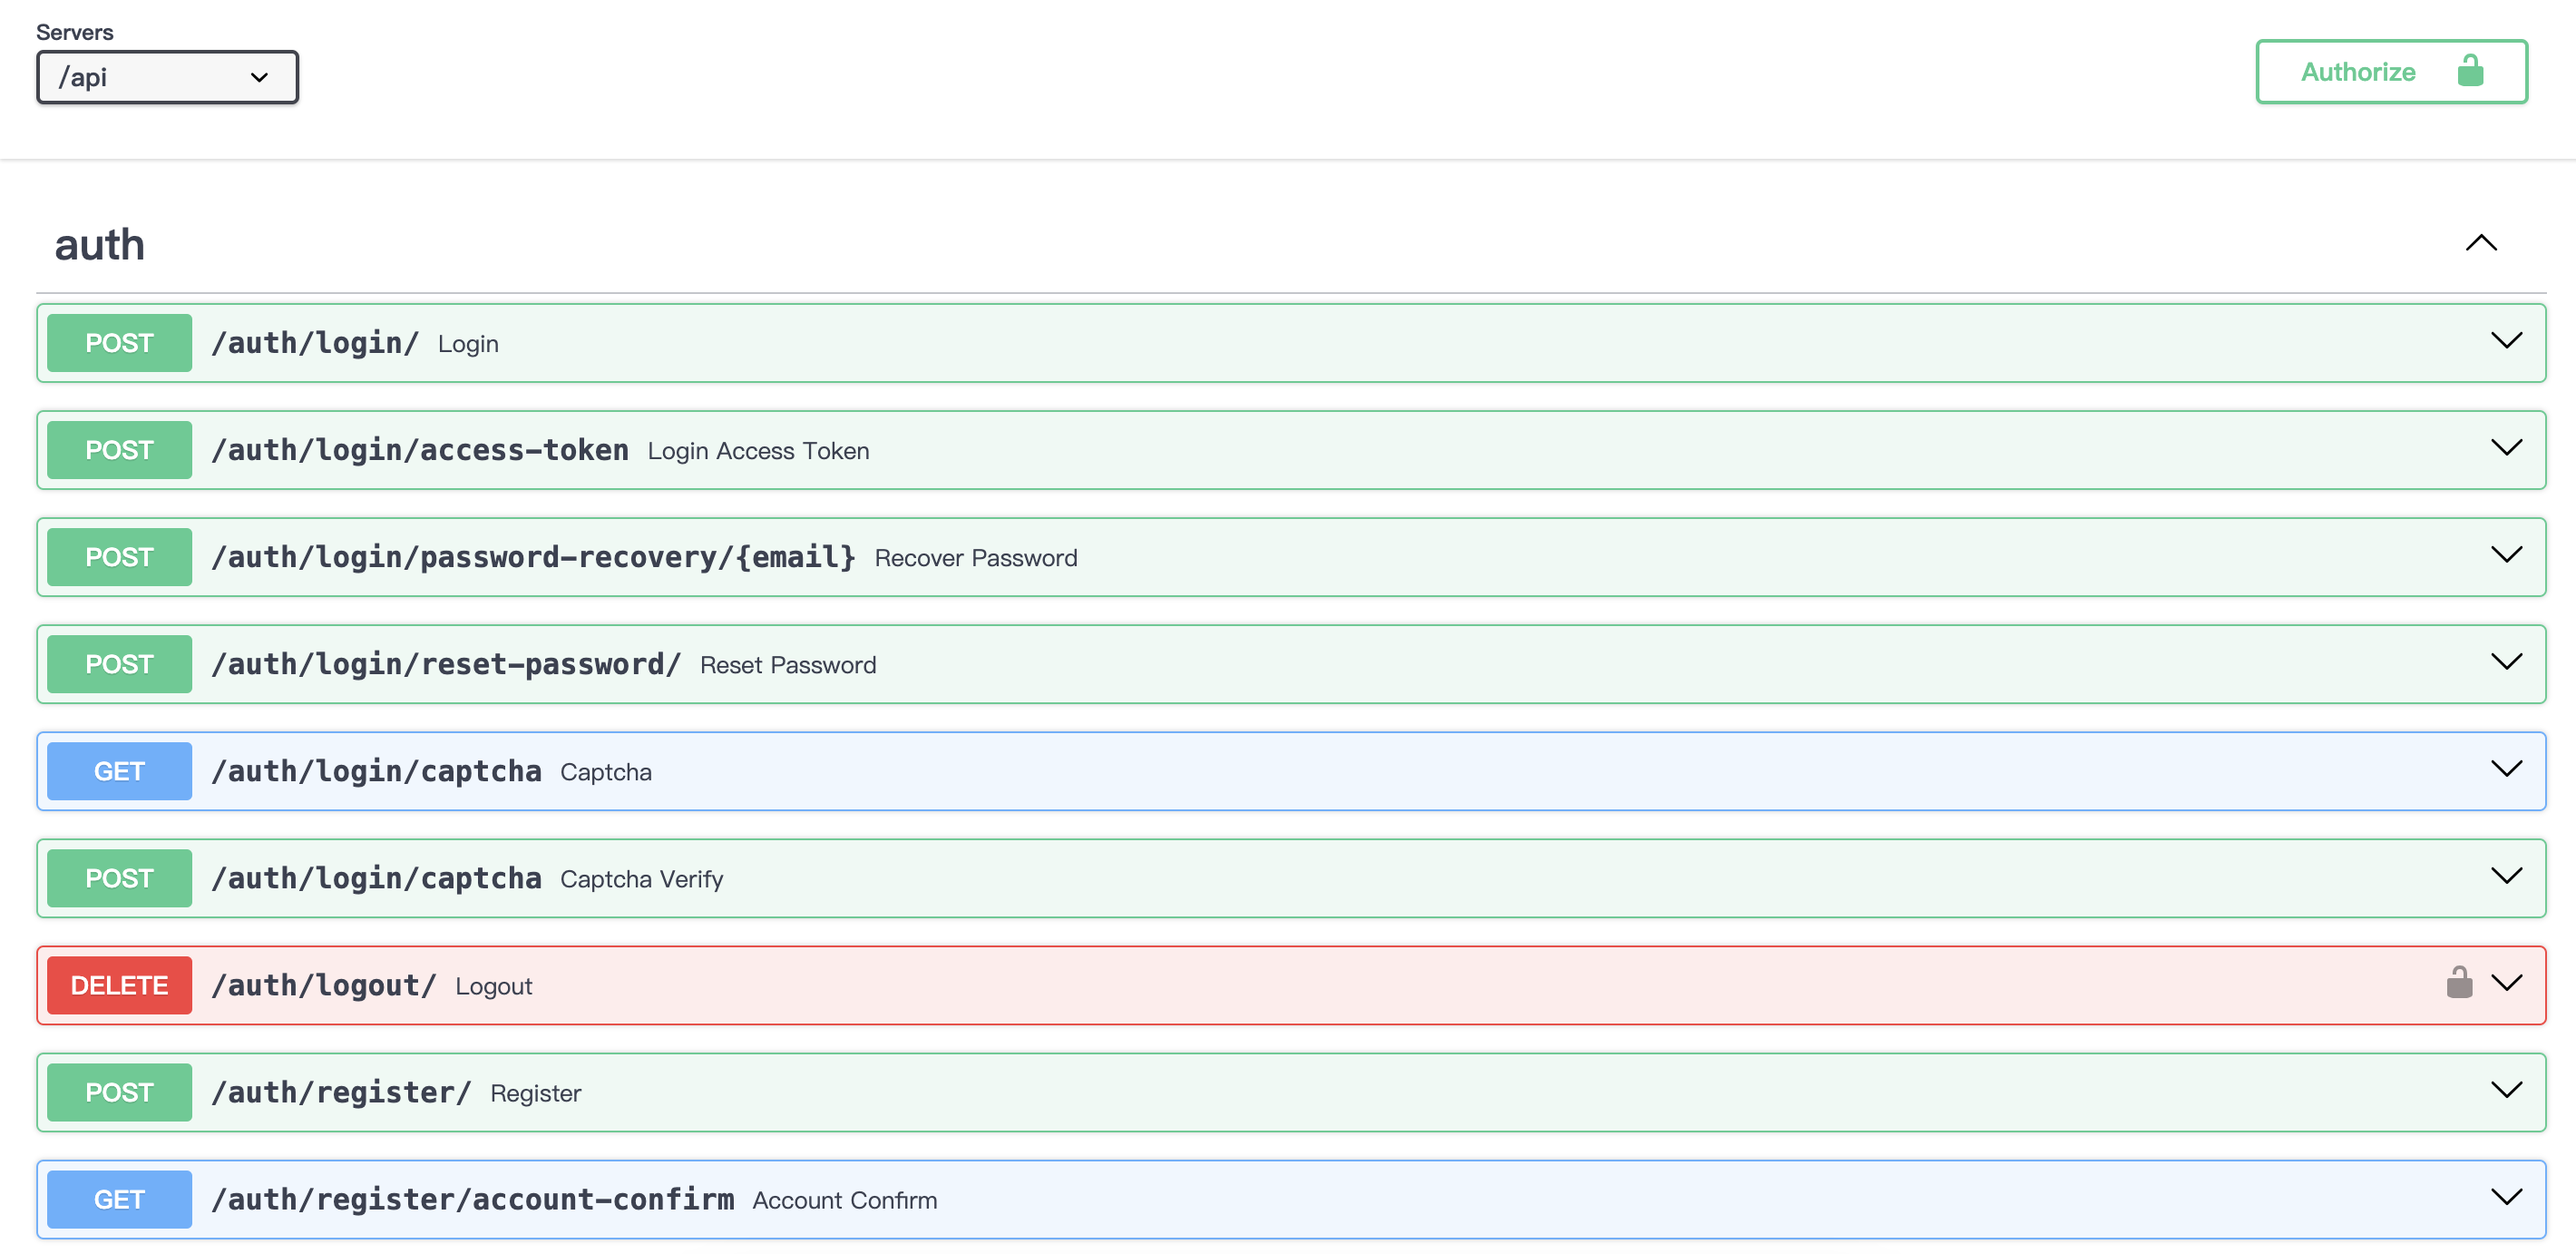 Servers
/api
Authorize
auth
POST /auth/login/ Login
POST /auth/login/access-token Login Access Token
POST /auth/login/password-recovery/{email} Recover Password
POST /auth/login/reset-password/ Reset Password
GET /auth/login/captcha Captcha
POST /auth/login/captcha Captcha Verify
DELETE /auth/logout/ Logout
POST /auth/register/ Register
GET /auth/register/account-confirm Account Confirm